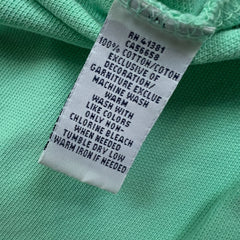 RN 41381
CA56658
100% COTTON/COTON
EXCLUSIVE OF
DECORATION/
GARNITURE EXCLUE
MACHINE WASH
WARM
WASH WITH
LIKE COLORS
ONLY NON-
CHLORINE BLEACH
WHEN NEEDED
TUMBLE DRY LOW
WARM IRON IF NEEDED